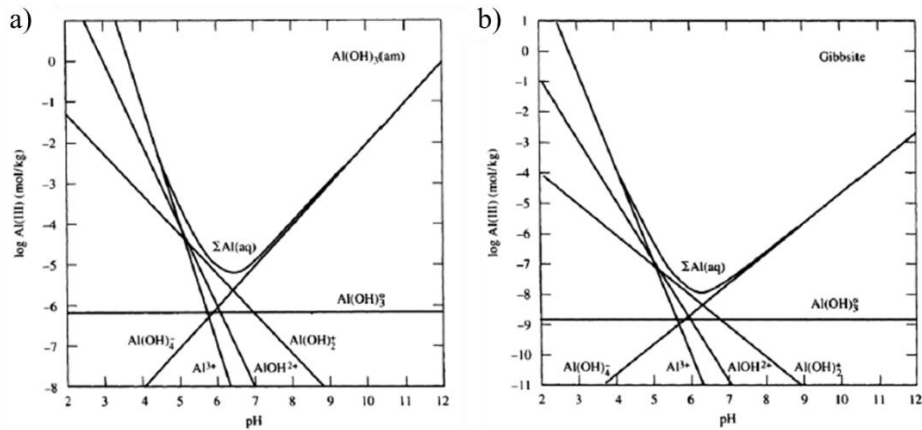 a)
Al(OH)₃(am)
log Al(III) (mol/kg)
0
−1
−2
−3
−4
−5
−6
−7
−8
ΣAl(aq)
Al(OH)₃°
Al(OH)₄⁻
Al³⁺
AlOH²⁺
Al(OH)₂⁺
2 3 4 5 6 7 8 9 10 11 12
pH
b)
Gibbsite
log Al(III) (mol/kg)
1
0
−1
−2
−3
−4
−5
−6
−7
−8
−9
−10
−11
ΣAl(aq)
Al(OH)₃°
Al(OH)₄⁻
Al³⁺
AlOH²⁺
Al(OH)₂⁺
2 3 4 5 6 7 8 9 10 11 12
pH